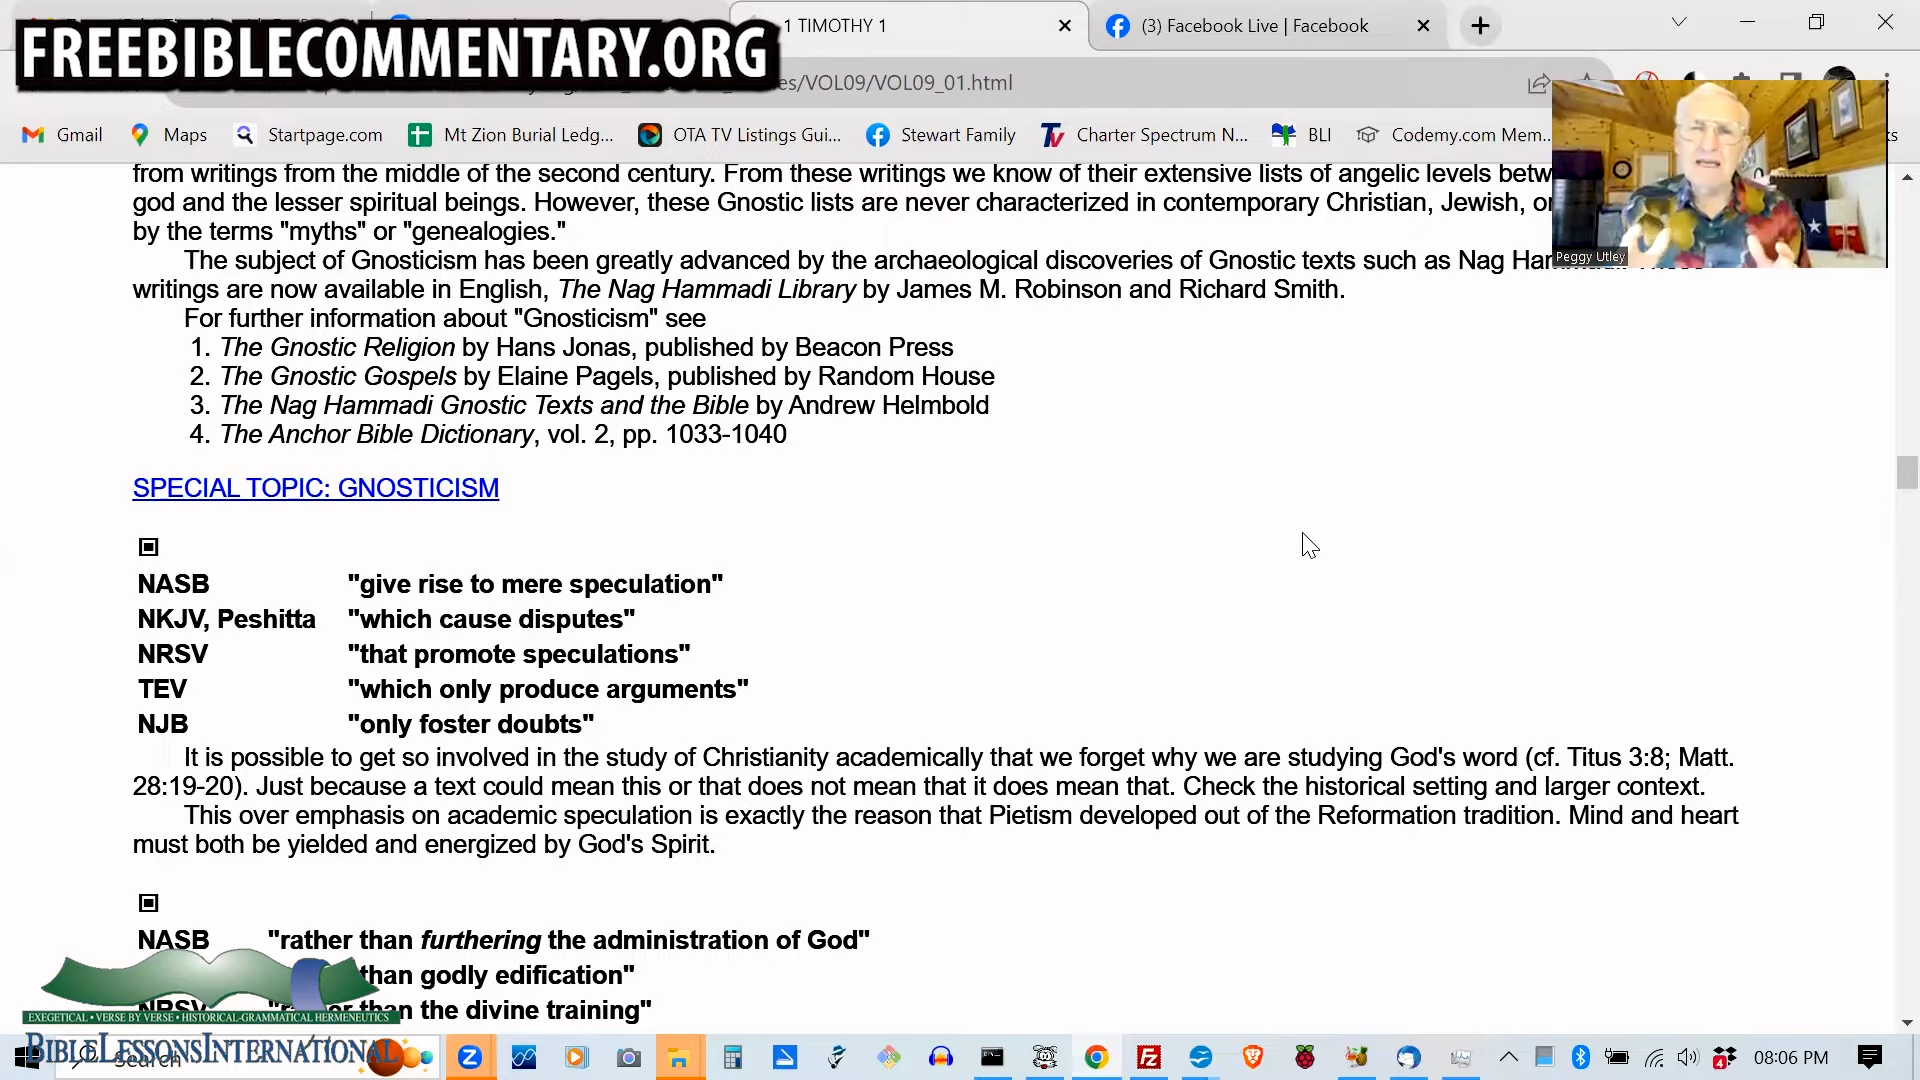 FREEBIBLECOMMENTARY.ORG
1 TIMOTHY 1
(3) Facebook Live | Facebook
es/VOL09/VOL09_01.html
Gmail
Maps
Startpage.com
Mt Zion Burial Ledg...
OTA TV Listings Gui...
Stewart Family
Charter Spectrum N...
BLI
Codemy.com Mem...
from writings from the middle of the second century. From these writings we know of their extensive lists of angelic levels
god and the lesser spiritual beings. However, these Gnostic lists are never characterized in contemporary Christian, Jewish,
by the terms "myths" or "genealogies."
The subject of Gnosticism has been greatly advanced by the archaeological discoveries of Gnostic texts such as Nag
writings are now available in English, The Nag Hammadi Library by James M. Robinson and Richard Smith.
For further information about "Gnosticism" see
1. The Gnostic Religion by Hans Jonas, published by Beacon Press
2. The Gnostic Gospels by Elaine Pagels, published by Random House
3. The Nag Hammadi Gnostic Texts and the Bible by Andrew Helmbold
4. The Anchor Bible Dictionary, vol. 2, pp. 1033-1040
Peggy Utley
SPECIAL TOPIC: GNOSTICISM
NASB "give rise to mere speculation"
NKJV, Peshitta "which cause disputes"
NRSV "that promote speculations"
TEV "which only produce arguments"
NJB "only foster doubts"
It is possible to get so involved in the study of Christianity academically that we forget why we are studying God's word (cf. Titus 3:8; Matt.
28:19-20). Just because a text could mean this or that does not mean that it does mean that. Check the historical setting and larger context.
This over emphasis on academic speculation is exactly the reason that Pietism developed out of the Reformation tradition. Mind and heart
must both be yielded and energized by God's Spirit.
NASB "rather than furthering the administration of God"
than godly edification"
NRSV than the divine training"
EXEGETICAL • VERSE BY VERSE • HISTORICAL-GRAMMATICAL HERMENEUTICS
BIBLELESSONSINTERNATIONAL
Search
08:06 PM